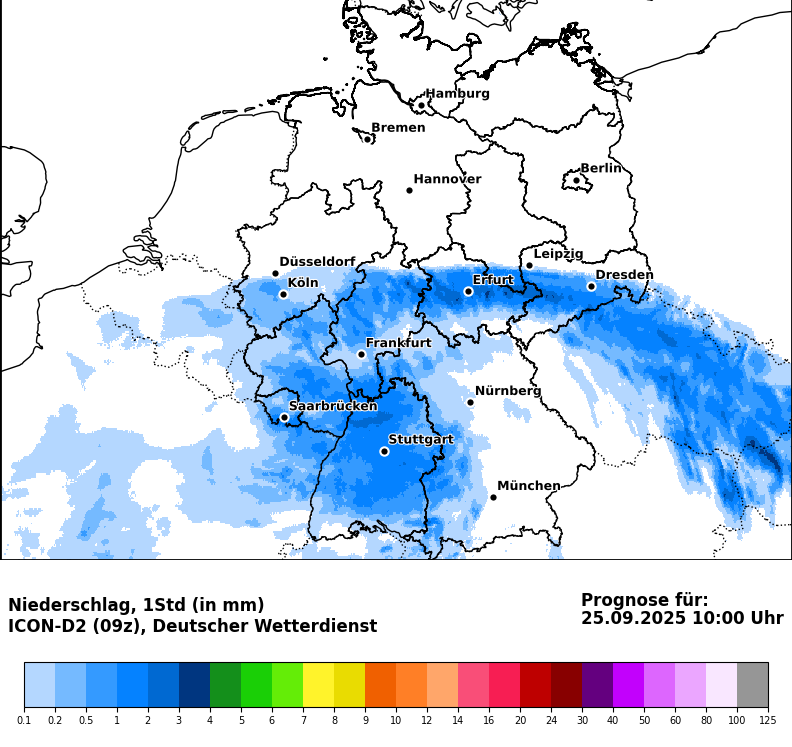 Hamburg
Bremen
Berlin
Hannover
Leipzig
Düsseldorf
Dresden
Köln
Erfurt
Frankfurt
Nürnberg
Saarbrücken
Stuttgart
München
Niederschlag, 1Std (in mm)
ICON-D2 (09z), Deutscher Wetterdienst
Prognose für:
25.09.2025 10:00 Uhr
0.1 0.2 0.5 1 2 3 4 5 6 7 8 9 10 12 14 16 20 24 30 40 50 60 80 100 125